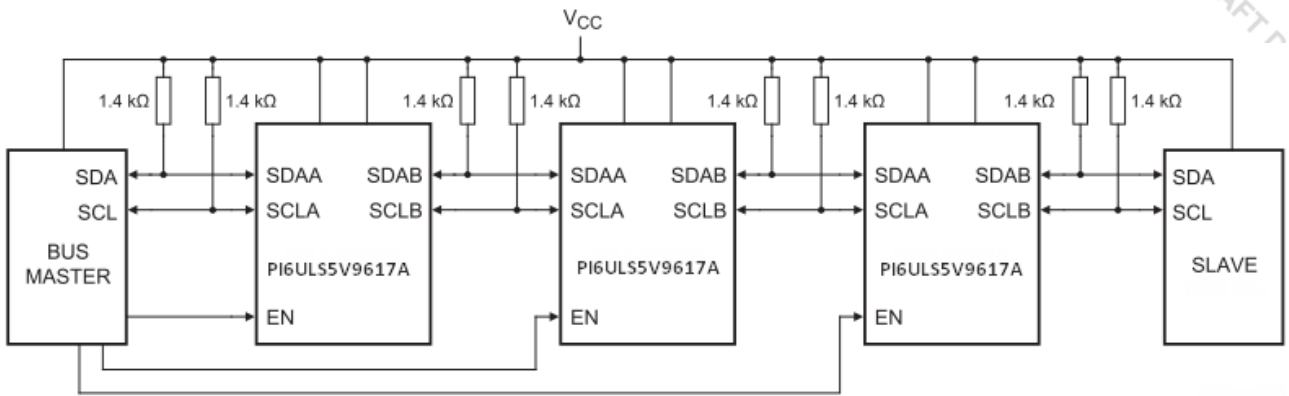 VCC
1.4 kΩ 1.4 kΩ 1.4 kΩ 1.4 kΩ 1.4 kΩ 1.4 kΩ 1.4 kΩ 1.4 kΩ
SDA SDAA SDAB SDAA SDAB SDAA SDAB SDA
SCL SCLA SCLB SCLA SCLB SCLA SCLB SCL
BUS
MASTER
PI6ULS5V9617A PI6ULS5V9617A PI6ULS5V9617A
SLAVE
EN EN EN